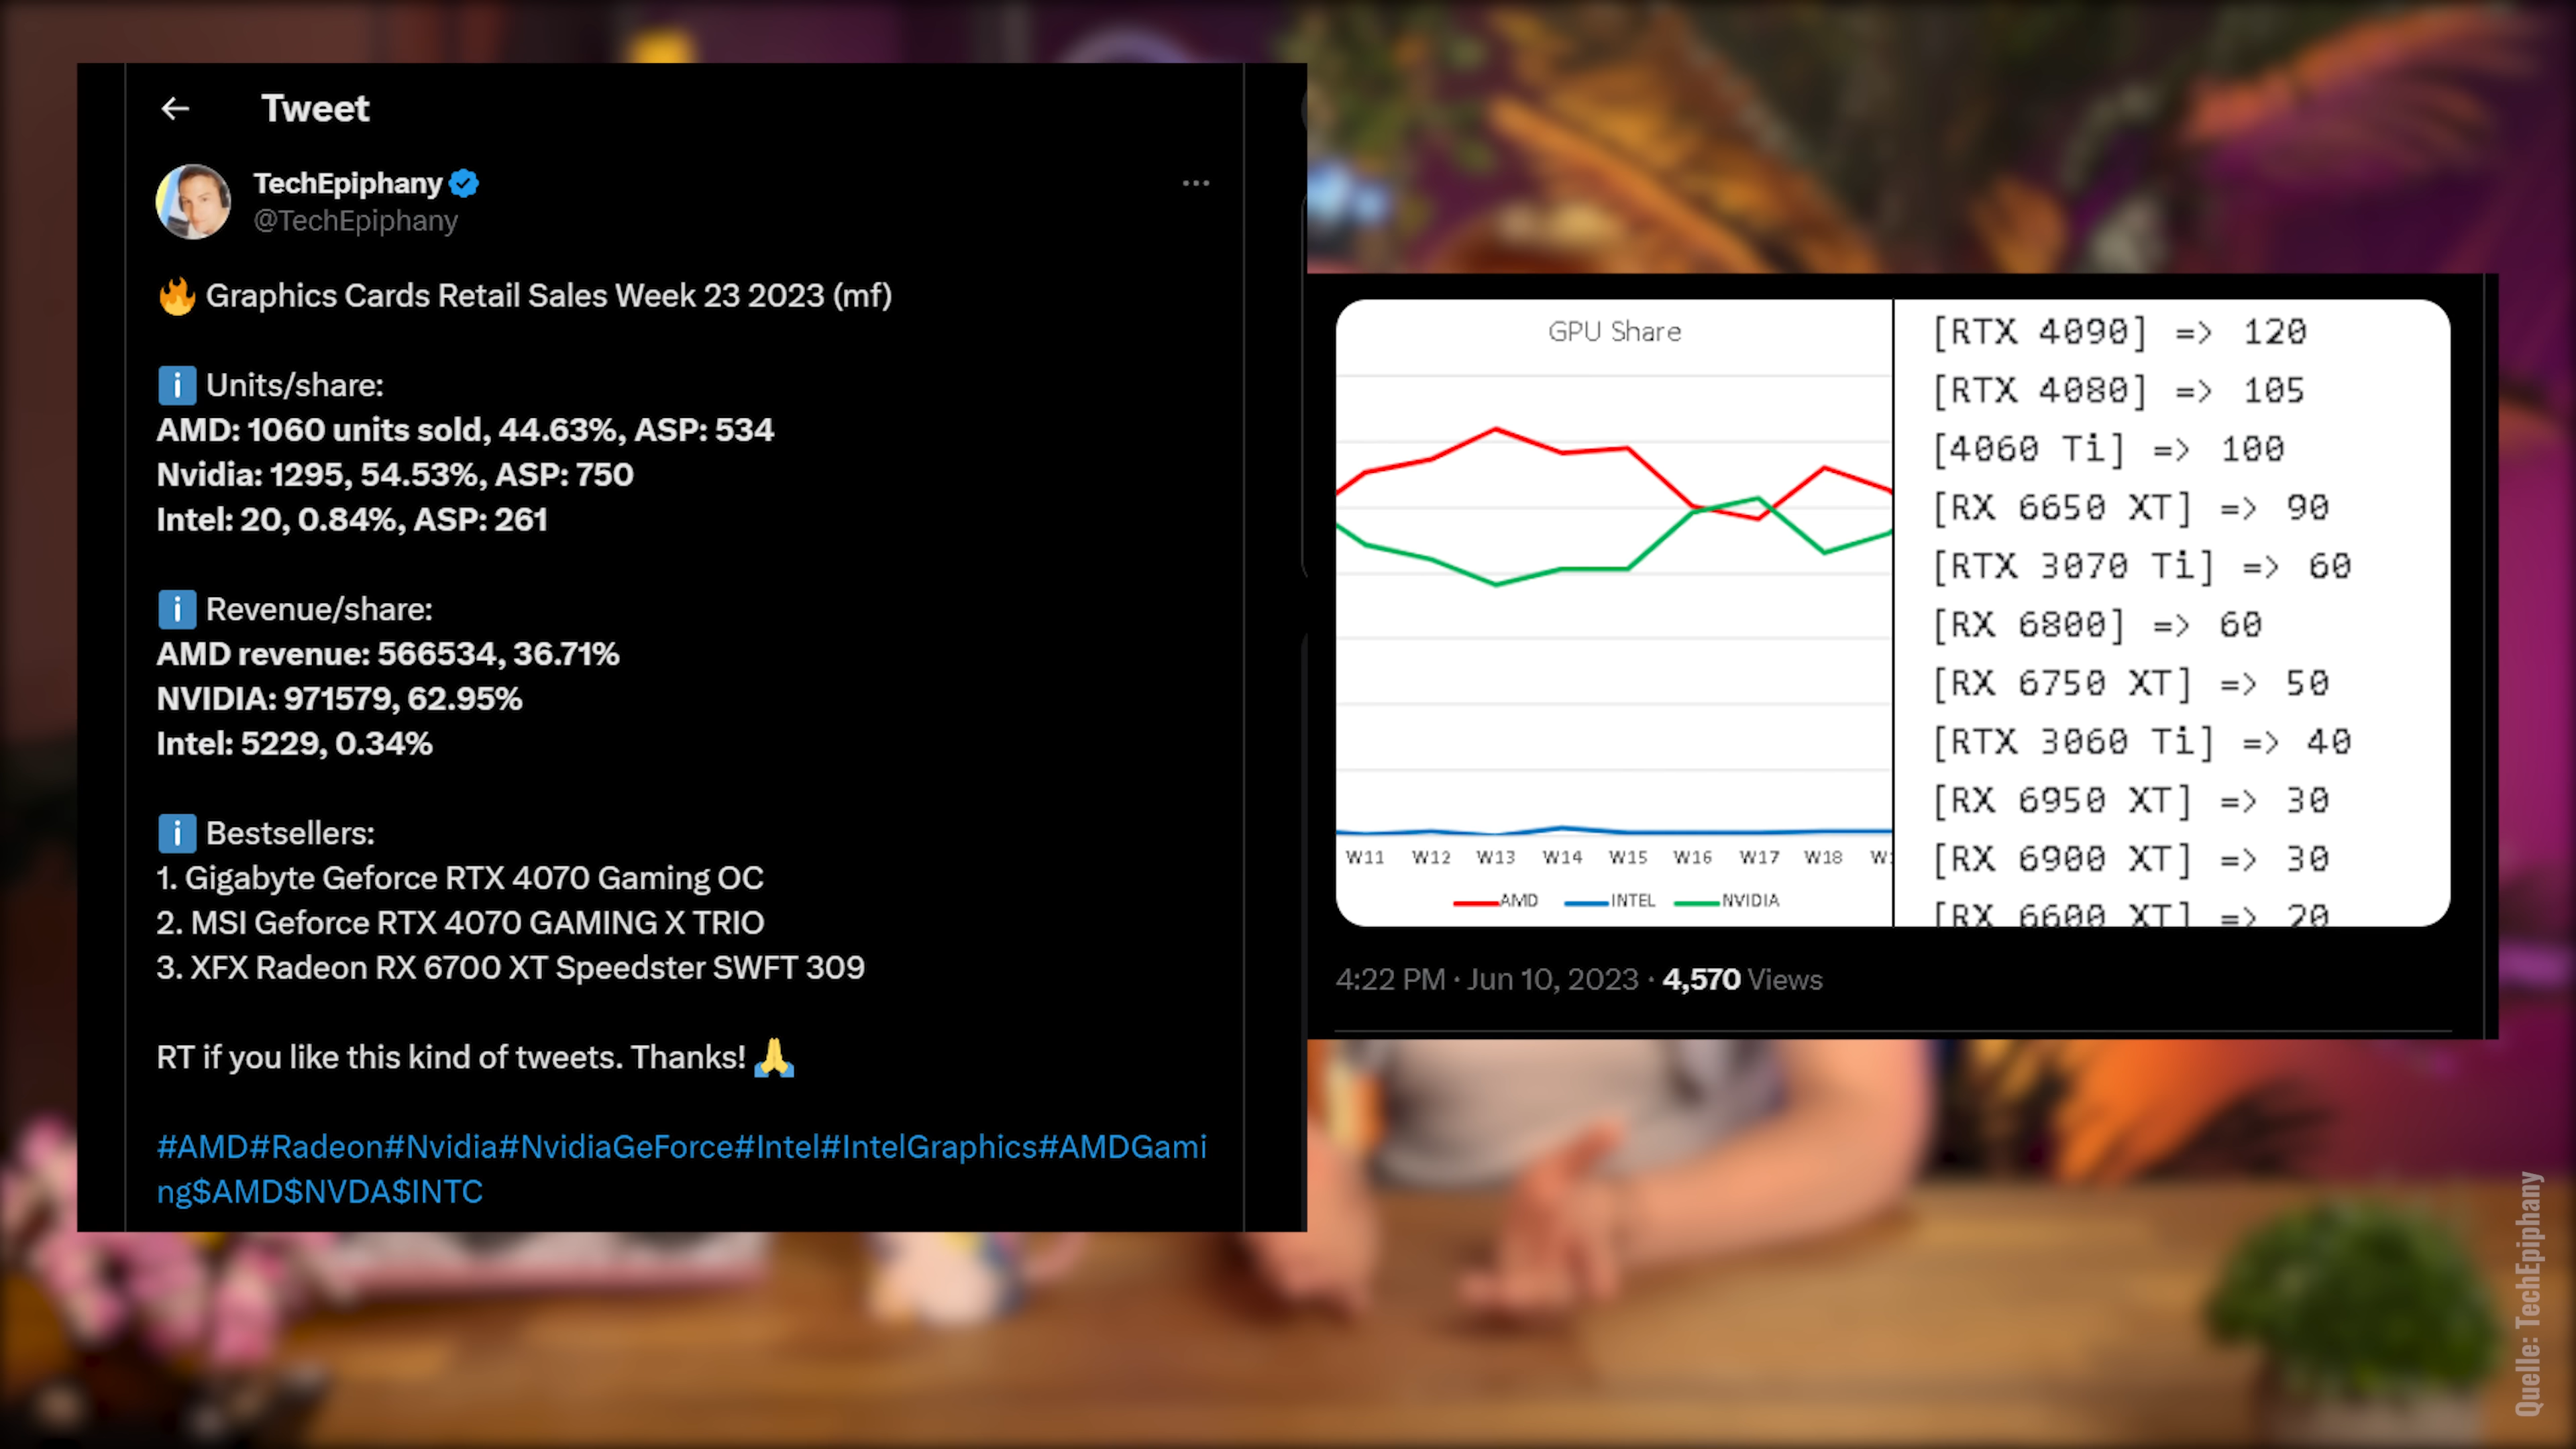 Tweet
TechEpiphany
@TechEpiphany
🔥 Graphics Cards Retail Sales Week 23 2023 (mf)
ℹ️ Units/share:
AMD: 1060 units sold, 44.63%, ASP: 534
Nvidia: 1295, 54.53%, ASP: 750
Intel: 20, 0.84%, ASP: 261
ℹ️ Revenue/share:
AMD revenue: 566534, 36.71%
NVIDIA: 971579, 62.95%
Intel: 5229, 0.34%
ℹ️ Bestsellers:
1. Gigabyte Geforce RTX 4070 Gaming OC
2. MSI Geforce RTX 4070 GAMING X TRIO
3. XFX Radeon RX 6700 XT Speedster SWFT 309
RT if you like this kind of tweets. Thanks! 🙏
#AMD#Radeon#Nvidia#NvidiaGeForce#Intel#IntelGraphics#AMDGami
ng$AMD$NVDA$INTC
GPU Share
W11 W12 W13 W14 W15 W16 W17 W18
AMD INTEL NVIDIA
[RTX 4090] => 120
[RTX 4080] => 105
[4060 Ti] => 100
[RX 6650 XT] => 90
[RTX 3070 Ti] => 60
[RX 6800] => 60
[RX 6750 XT] => 50
[RTX 3060 Ti] => 40
[RX 6950 XT] => 30
[RX 6900 XT] => 30
[RX 6600 XT] => 20
4:22 PM · Jun 10, 2023 · 4,570 Views
Quelle: TechEpiphany